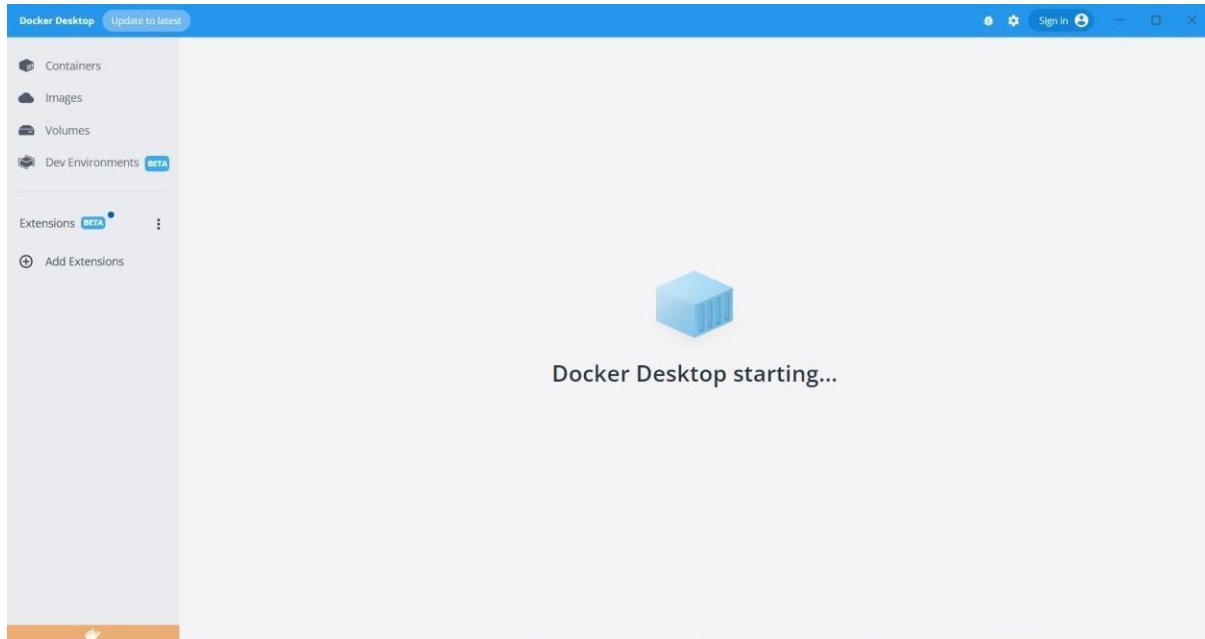 Docker Desktop Update to latest Sign in
Containers
Images
Volumes
Dev Environments BETA
Extensions BETA
Add Extensions
Docker Desktop starting...